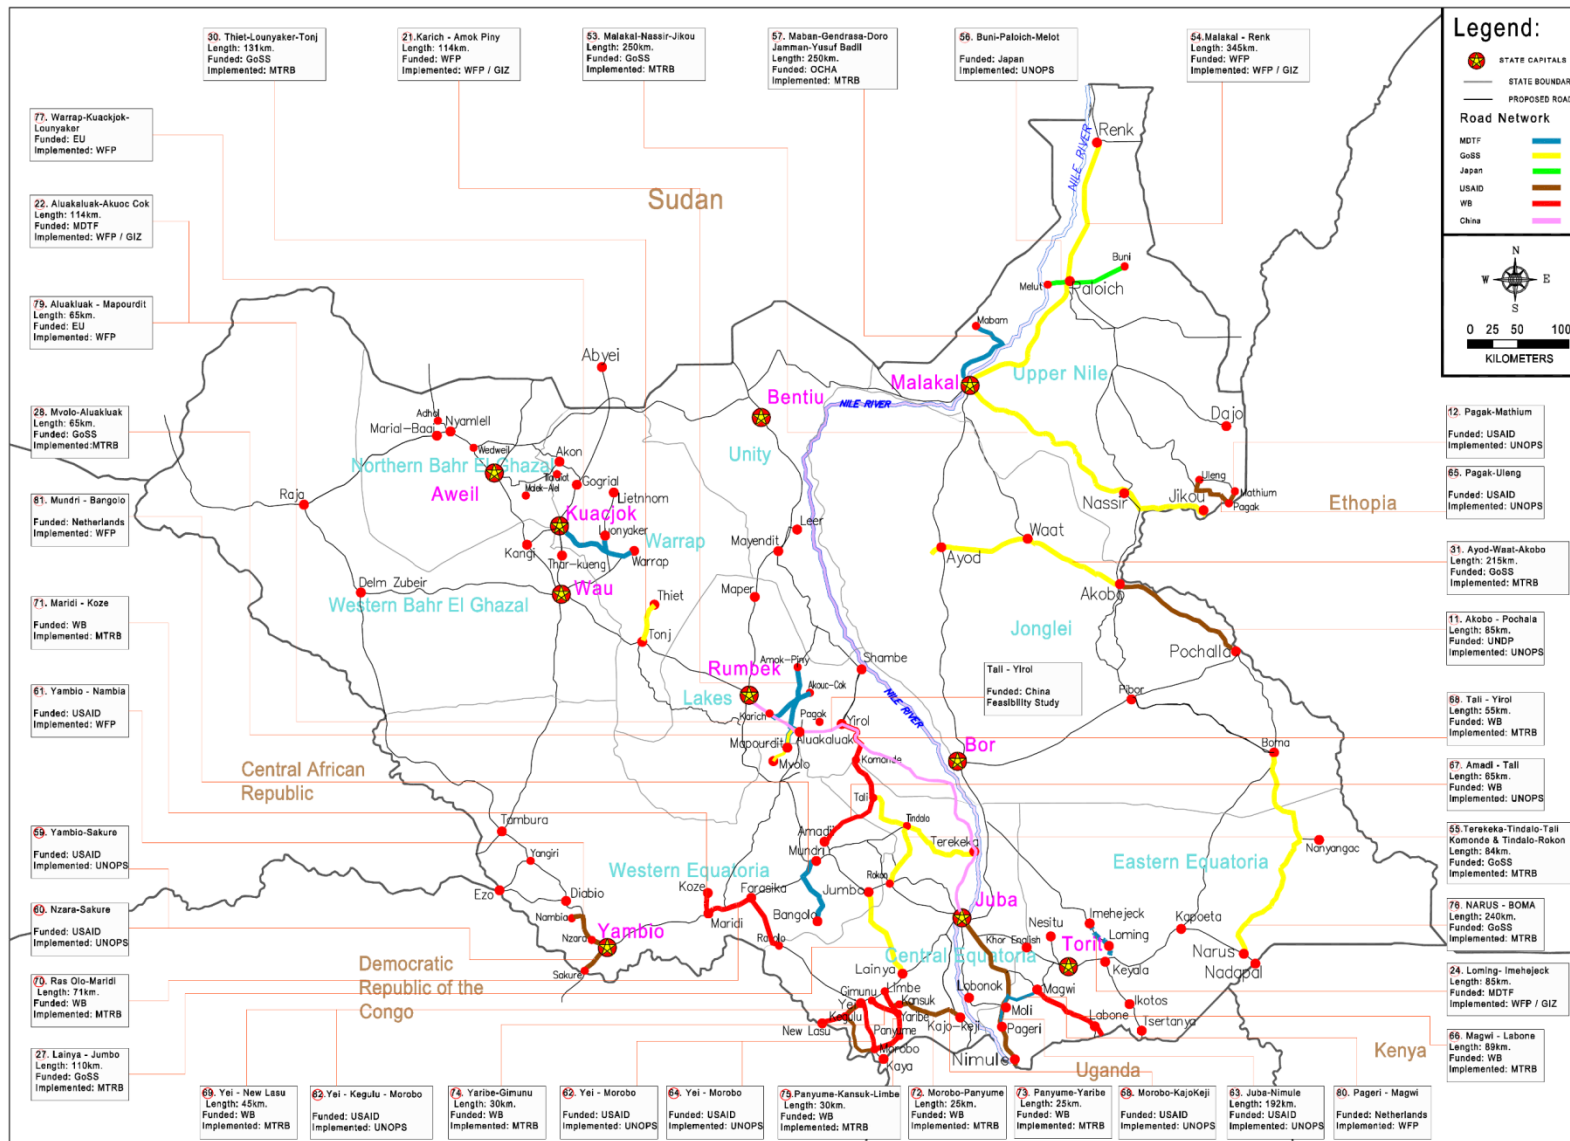 30. Thiet-Lounyaker-Tonj
Length: 131km.
Funded: GoSS
Implemented: MTRB
21.Karich - Amok Piny
Length: 114km
Funded: WFP
Implemented: WFP / GIZ
53. Malakal-Nassir-Jikou
Length: 250km
Funded: GoSS
Implemented: MTRB
57. Maban-Gendrasa-Doro
Jamman-Yusuf Badil
Length: 250km.
Funded: OCHA
Implemented: MTRB
56. Buni-Paloich-Melot
Funded: Japan
Implemented: UNOPS
54.Malakal - Renk
Length: 345km.
Funded: WFP
Implemented: WFP / GIZ
Legend:
STATE CAPITALS
STATE BOUNDAR
PROPOSED ROAD
Road Network
MDTF
GoSS
Japan
USAID
WB
China
N
W
E
S
0 25 50 100
KILOMETERS
77. Warrap-Kuackjok-
Lounyaker
Funded: EU
Implemented: WFP
22. Aluakaluak-Akuoc Cok
Length: 114km.
Funded: MDTF
Implemented: WFP / GIZ
79. Aluakluak - Mapourdit
Length: 65km.
Funded: EU
Implemented: WFP
28. Mvolo-Aluakluak
Length: 65km.
Funded: GoSS
Implemented:MTRB
81. Mundri - Bangolo
Funded: Netherlands
Implemented: WFP
71. Maridi - Koze
Funded: WB
Implemented: MTRB
61. Yambio - Nambia
Funded: USAID
Implemented: WFP
59. Yambio-Sakure
Funded: USAID
Implemented: UNOPS
60. Nzara-Sakure
Funded: USAID
Implemented: UNOPS
70. Ras Olo-Maridi
Length: 71km.
Funded: WB
Implemented: MTRB
27. Lainya - Jumbo
Length: 110km.
Funded: GoSS
Implemented: MTRB
Sudan
NILE RIVER
Renk
Buni
Melut
Paloich
Mabam
Abyei
Malakal
Upper Nile
Bentiu
NILE RIVER
Adhol
Nyamlell
Marial-Baai
Wedweil
Northern Bahr El Ghazal
Akon
Aweil
Malek-Alel
Gogrial
Lietnhom
Unity
Dajo
Raja
Uleng
Mathium
Nassir
Jikou
Pagak
Ethopia
Kuacjok
Luonyaker
Warrap
Leer
Waat
Kangi
Thar-kueng
Warrap
Mayendit
Ayod
Delm Zubeir
Wau
Western Bahr El Ghazal
Thiet
Maper
Akobo
Tonj
Jonglei
Pochalla
Amok-Piny
Shambe
Rumbek
Akouc-Cok
Lakes
Karich
Pagak
Yirol
NILE RIVER
Pibor
Aluakaluak
Mapourdit
Mvolo
Komande
Bor
Boma
Central African
Republic
Tali
Tambura
Amadi
Tindalo
Mundri
Terekeka
Yangiri
Nanyangac
Western Equatoria
Eastern Equatoria
Ezo
Diabio
Koze
Farasika
Jumba
Rokon
Nambia
Maridi
Bangolo
Juba
Nesitu
Imehejeck
Kapoeta
Nzara
Yambio
Khor English
Torit
Loming
Narus
Sakure
Central Equatoria
Keyala
Nadapal
Democratic
Republic of the
Congo
Lainya
Limbe
Gimunu
Kansuk
Lobonok
Magwi
Ikotos
Yei
Kegulu
Yaribe
Moli
New Lasu
Panyume
Kajo-keji
Pageri
Labone
Tsertanya
Morobo
Kaya
Nimule
Uganda
Kenya
Tali - Yirol
Funded: China
Feasibility Study
12. Pagak-Mathium
Funded: USAID
Implemented: UNOPS
65. Pagak-Uleng
Funded: USAID
Implemented: UNOPS
31. Ayod-Waat-Akobo
Length: 215km.
Funded: GoSS
Implemented: MTRB
11. Akobo - Pochala
Length: 85km.
Funded: UNDP
Implemented: UNOPS
68. Tali - Yirol
Length: 55km.
Funded: WB
Implemented: MTRB
67. Amadi - Tali
Length: 65km.
Funded: WB
Implemented: UNOPS
55.Terekeka-Tindalo-Tali
Komonde & Tindalo-Rokon
Length: 84km.
Funded: GoSS
Implemented: MTRB
76. NARUS - BOMA
Length: 240km.
Funded: GoSS
Implemented: MTRB
24. Loming- Imehejeck
Length: 85km.
Funded: MDTF
Implemented: WFP / GIZ
66. Magwi - Labone
Length: 89km.
Funded: WB
Implemented: MTRB
69. Yei - New Lasu
Length: 45km.
Funded: WB
Implemented: MTRB
82.Yei - Kegulu - Morobo
Funded: USAID
Implemented: UNOPS
74. Yaribe-Gimunu
Length: 30km.
Funded: WB
Implemented: MTRB
62. Yei - Morobo
Funded: USAID
Implemented: UNOPS
64. Yei - Morobo
Funded: USAID
Implemented: UNOPS
75.Panyume-Kansuk-Limbe
Length: 30km.
Funded: WB
Implemented: MTRB
72. Morobo-Panyume
Length: 25km.
Funded: WB
Implemented: MTRB
73. Panyume-Yaribe
Length: 25km.
Funded: WB
Implemented: MTRB
58. Morobo-KajoKeji
Funded: USAID
Implemented: UNOPS
63. Juba-Nimule
Length: 192km.
Funded: USAID
Implemented: UNOPS
80. Pageri - Magwi
Funded: Netherlands
Implemented: WFP